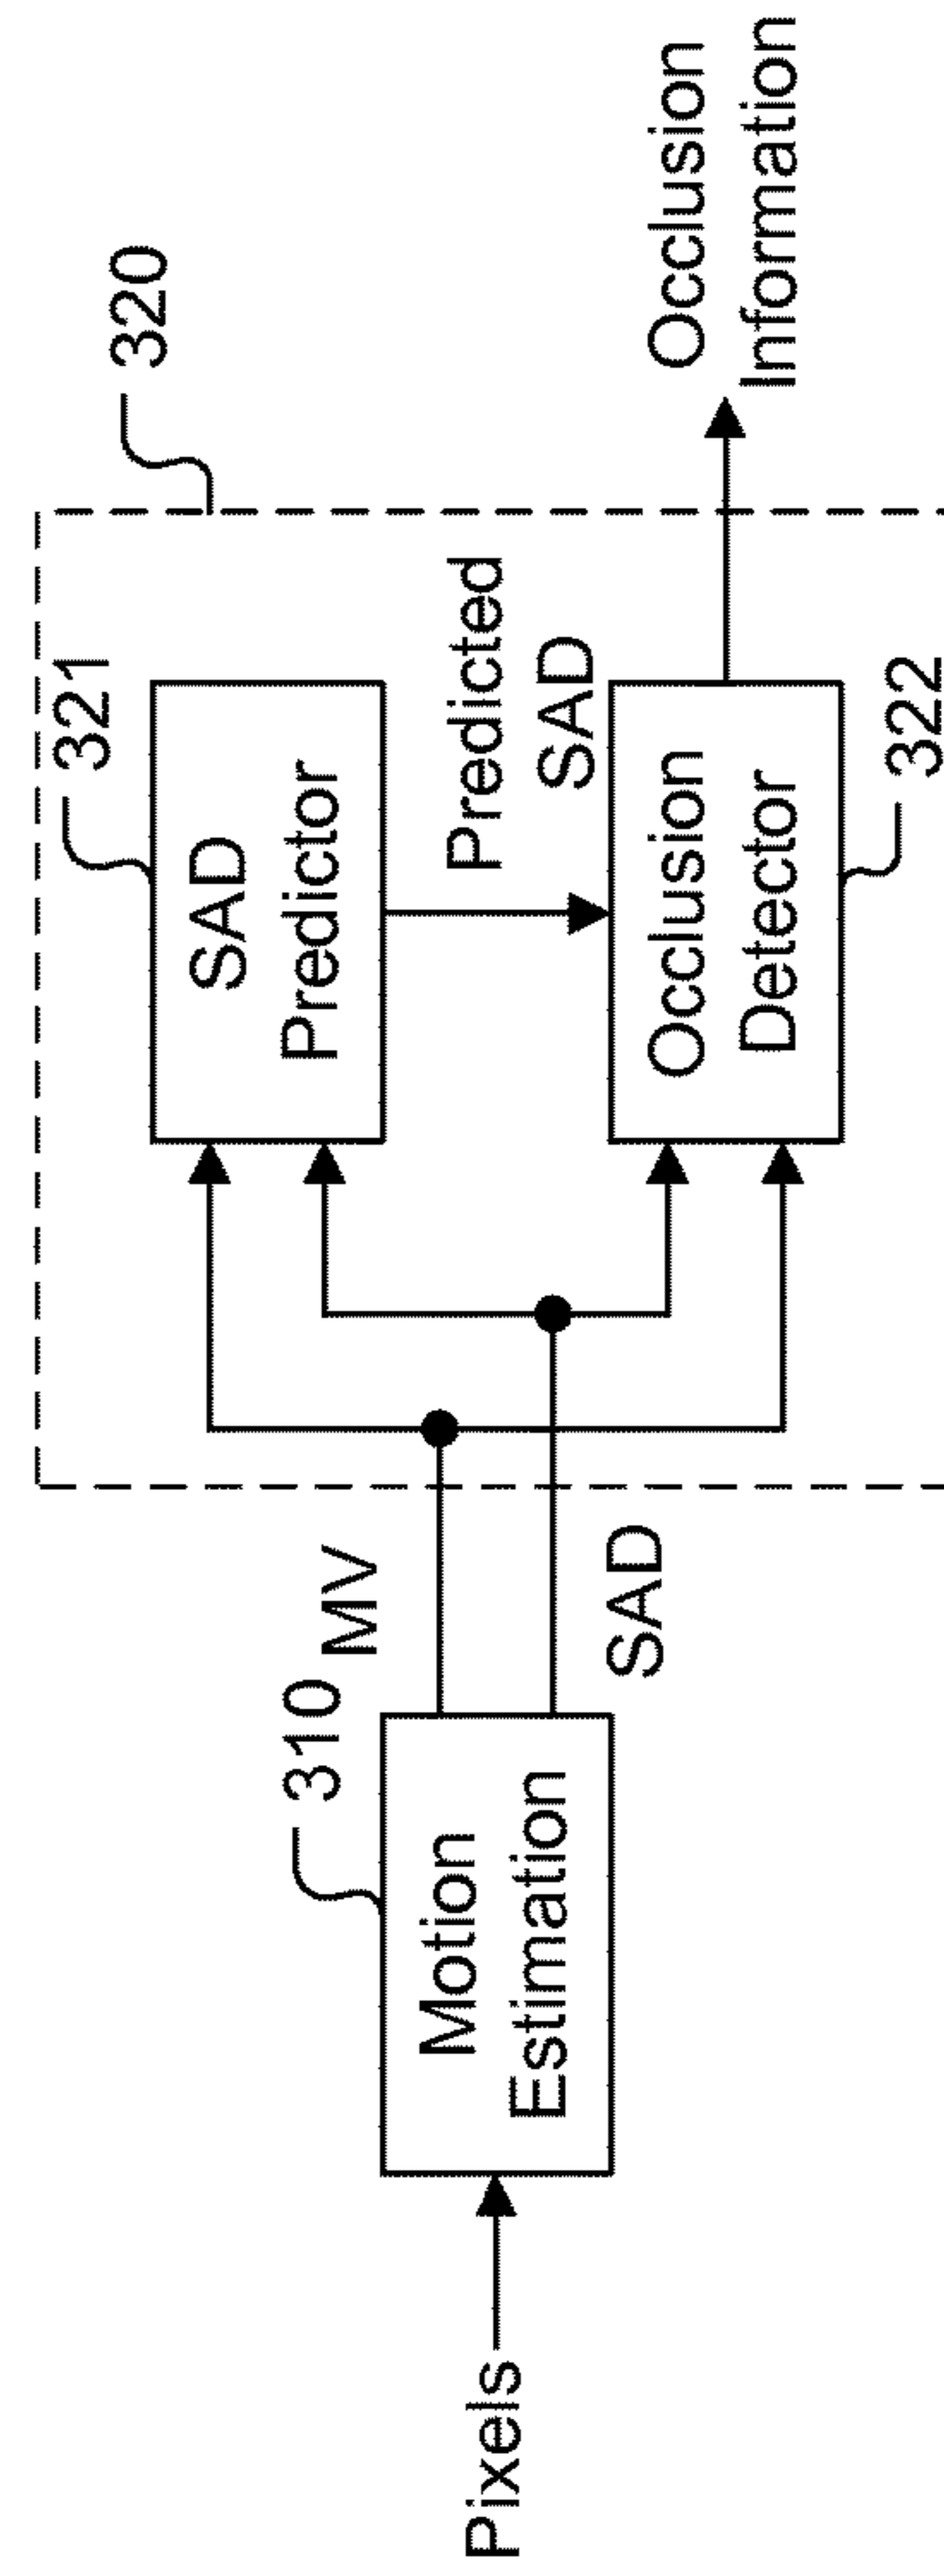 Pixels
310
Motion
Estimation
MV
SAD
320
321
SAD
Predictor
Predicted
SAD
Occlusion
Detector
322
Occlusion
Information